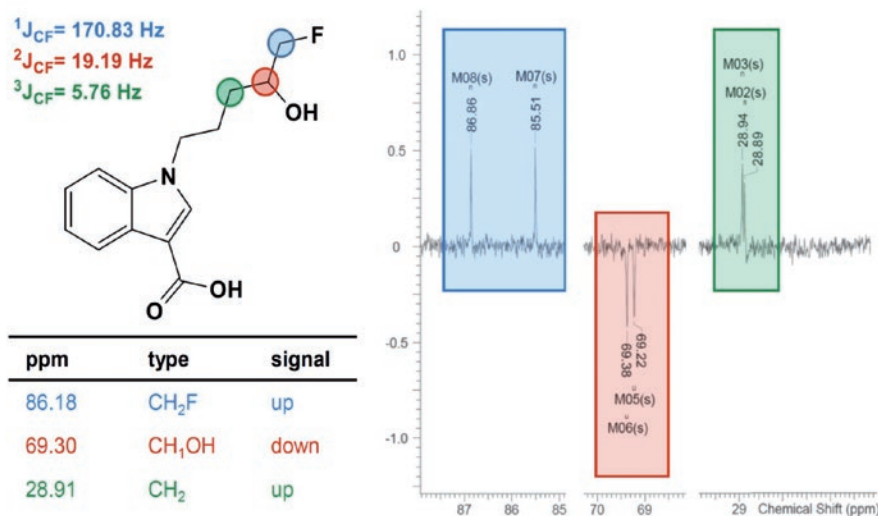 ¹J_CF = 170.83 Hz
²J_CF = 19.19 Hz
³J_CF = 5.76 Hz
F
OH
N
OH
O
ppm type signal
86.18 CH₂F up
69.30 CH₁OH down
28.91 CH₂ up
1.0
0.5
0
-0.5
-1.0
M08(s)
86.86
M07(s)
85.51
69.38
69.22
M05(s)
M06(s)
M03(s)
M02(s)
28.94
28.89
87 86 85 70 69 29 Chemical Shift (ppm)